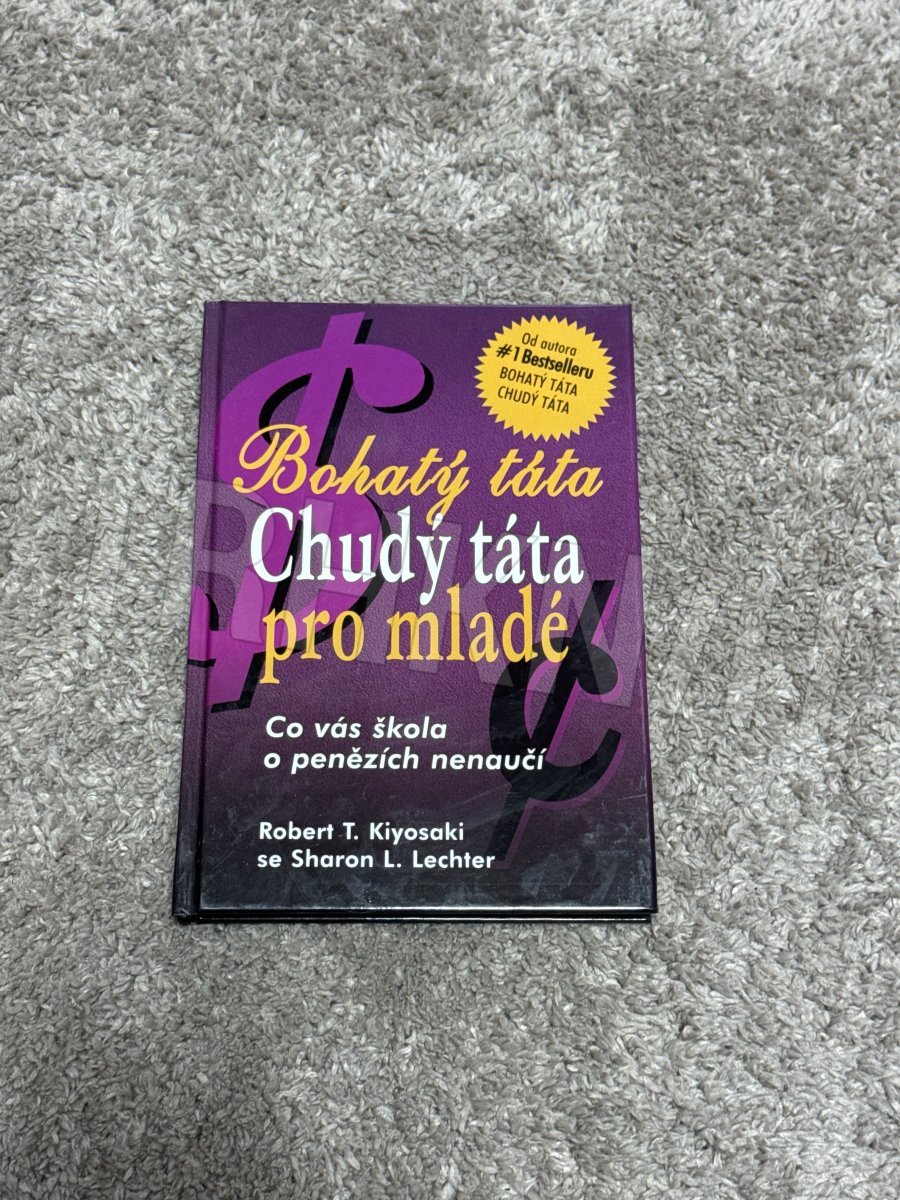 Od autora
#1 Bestselleru
BOHATÝ TÁTA
CHUDÝ TÁTA
Bohatý táta
Chudý táta
pro mladé
Co vás škola
o penězích nenaučí
Robert T. Kiyosaki
se Sharon L. Lechter